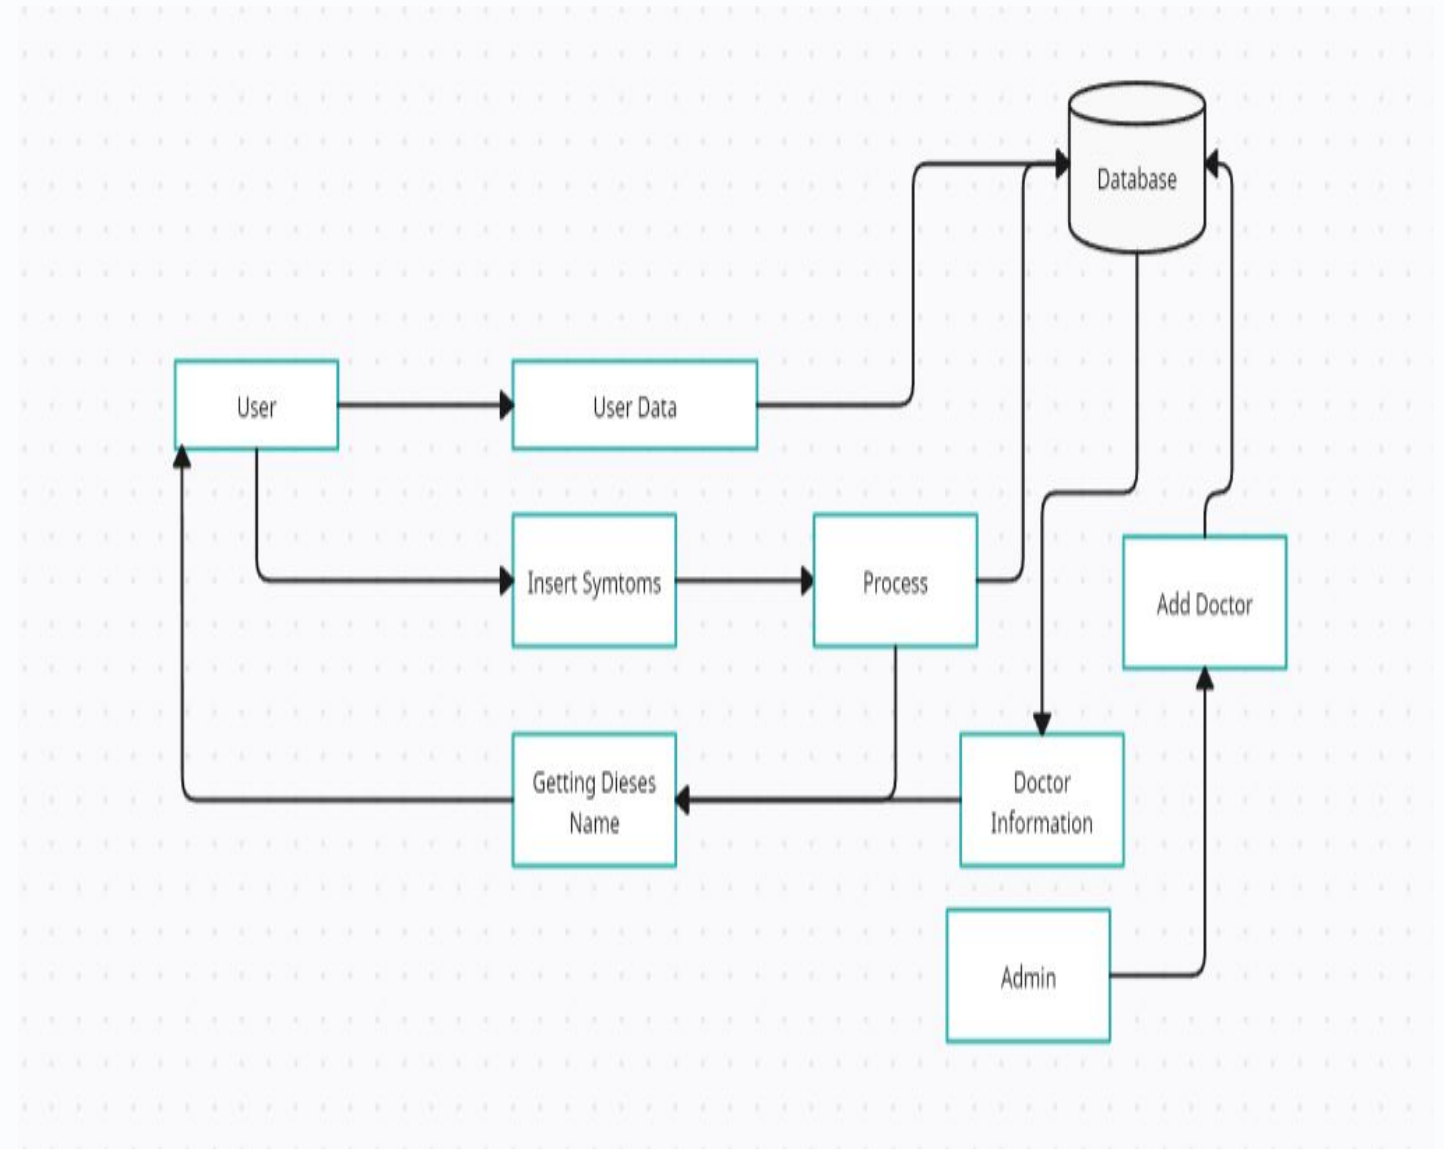 Database
User
User Data
Insert Symtoms
Process
Add Doctor
Getting Dieses
Name
Doctor
Information
Admin